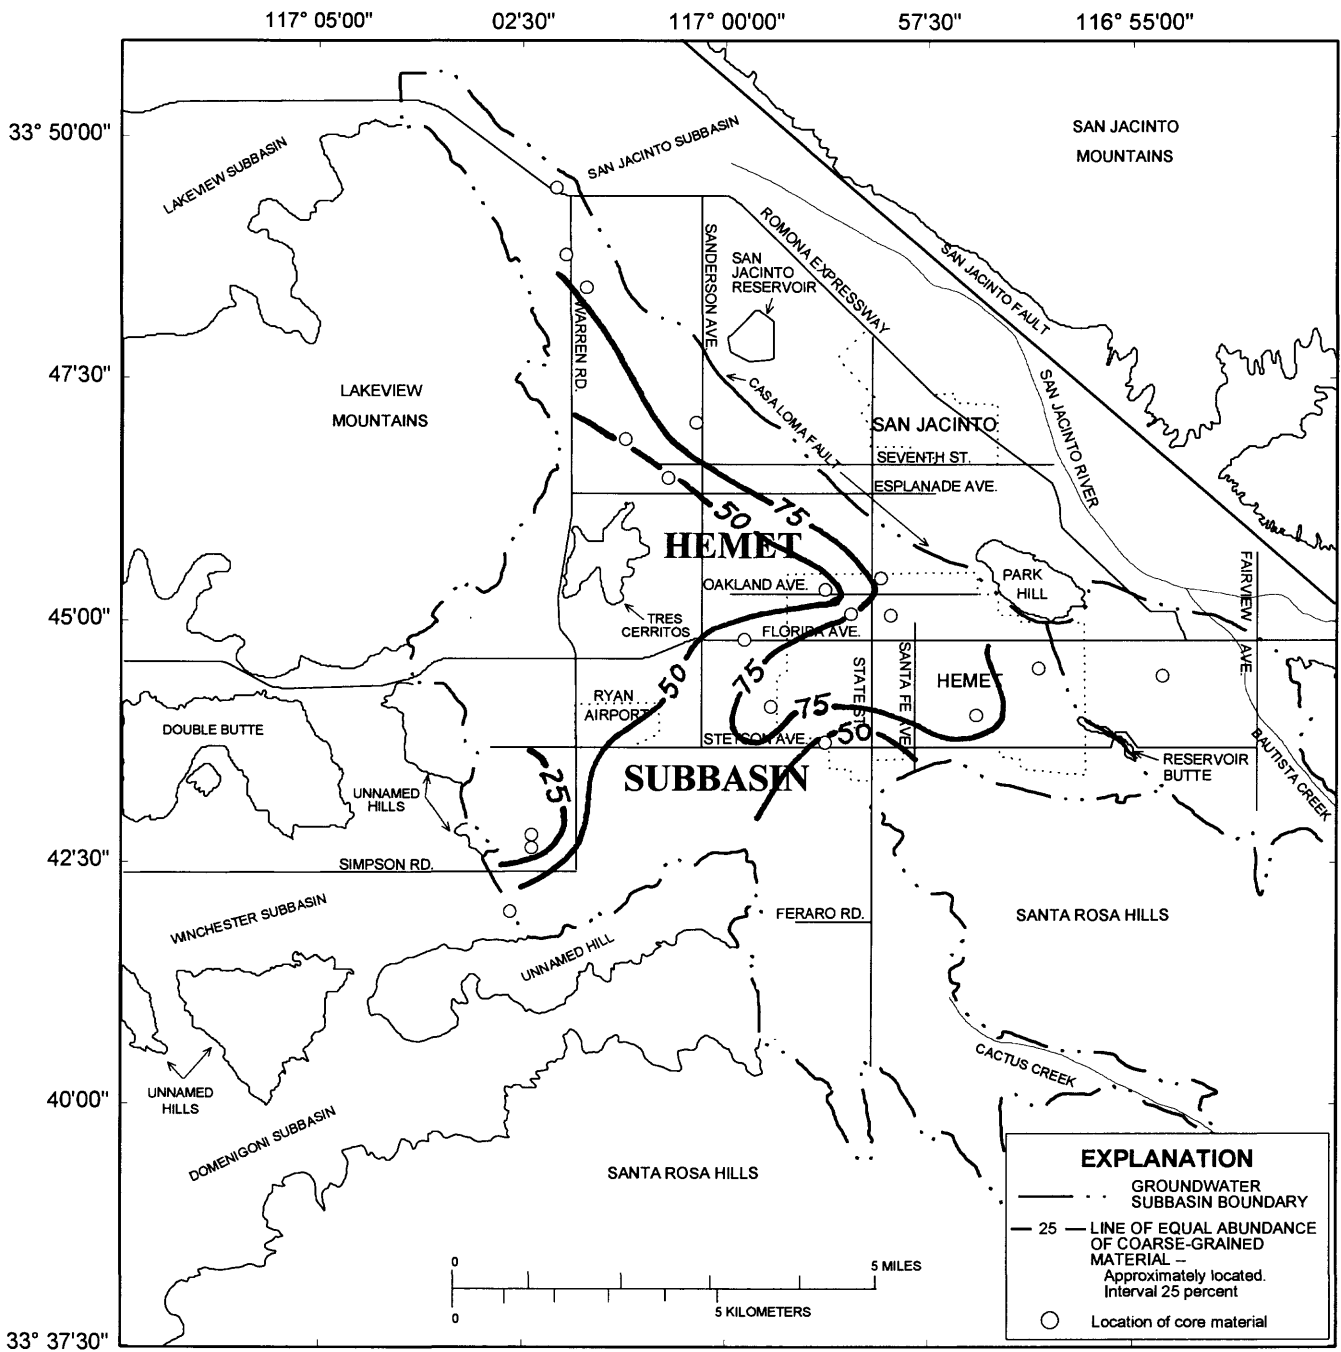 117° 05'00"
02'30"
117° 00'00"
57'30"
116° 55'00"
33° 50'00"
47'30"
45'00"
42'30"
40'00"
33° 37'30"
SAN JACINTO
MOUNTAINS
LAKEVIEW SUBBASIN
SAN JACINTO SUBBASIN
ROMONA EXPRESSWAY
SANDERSON AVE.
SAN
JACINTO
RESERVOIR
SAN JACINTO FAULT
WARREN RD.
LAKEVIEW
MOUNTAINS
CASA LOMA FAULT
SAN JACINTO RIVER
SAN JACINTO
SEVENTH ST.
ESPLANADE AVE.
50
75
HEMET
OAKLAND AVE.
PARK
HILL
FAIRVIEW
AVE.
TRES
CERRITOS
FLORIDA AVE.
50
75
STATE ST.
SANTA FE AVE.
HEMET
RYAN
AIRPORT
75
50
DOUBLE BUTTE
STETSON AVE.
RESERVOIR
BUTTE
BAUTISTA CREEK
25
SUBBASIN
UNNAMED
HILLS
SIMPSON RD.
WINCHESTER SUBBASIN
FERARO RD.
SANTA ROSA HILLS
UNNAMED HILL
CACTUS CREEK
UNNAMED
HILLS
DOMENIGONI SUBBASIN
SANTA ROSA HILLS
EXPLANATION
GROUNDWATER
SUBBASIN BOUNDARY
— 25 — LINE OF EQUAL ABUNDANCE
OF COARSE-GRAINED
MATERIAL –
Approximately located.
Interval 25 percent
Location of core material
0
5 MILES
0
5 KILOMETERS